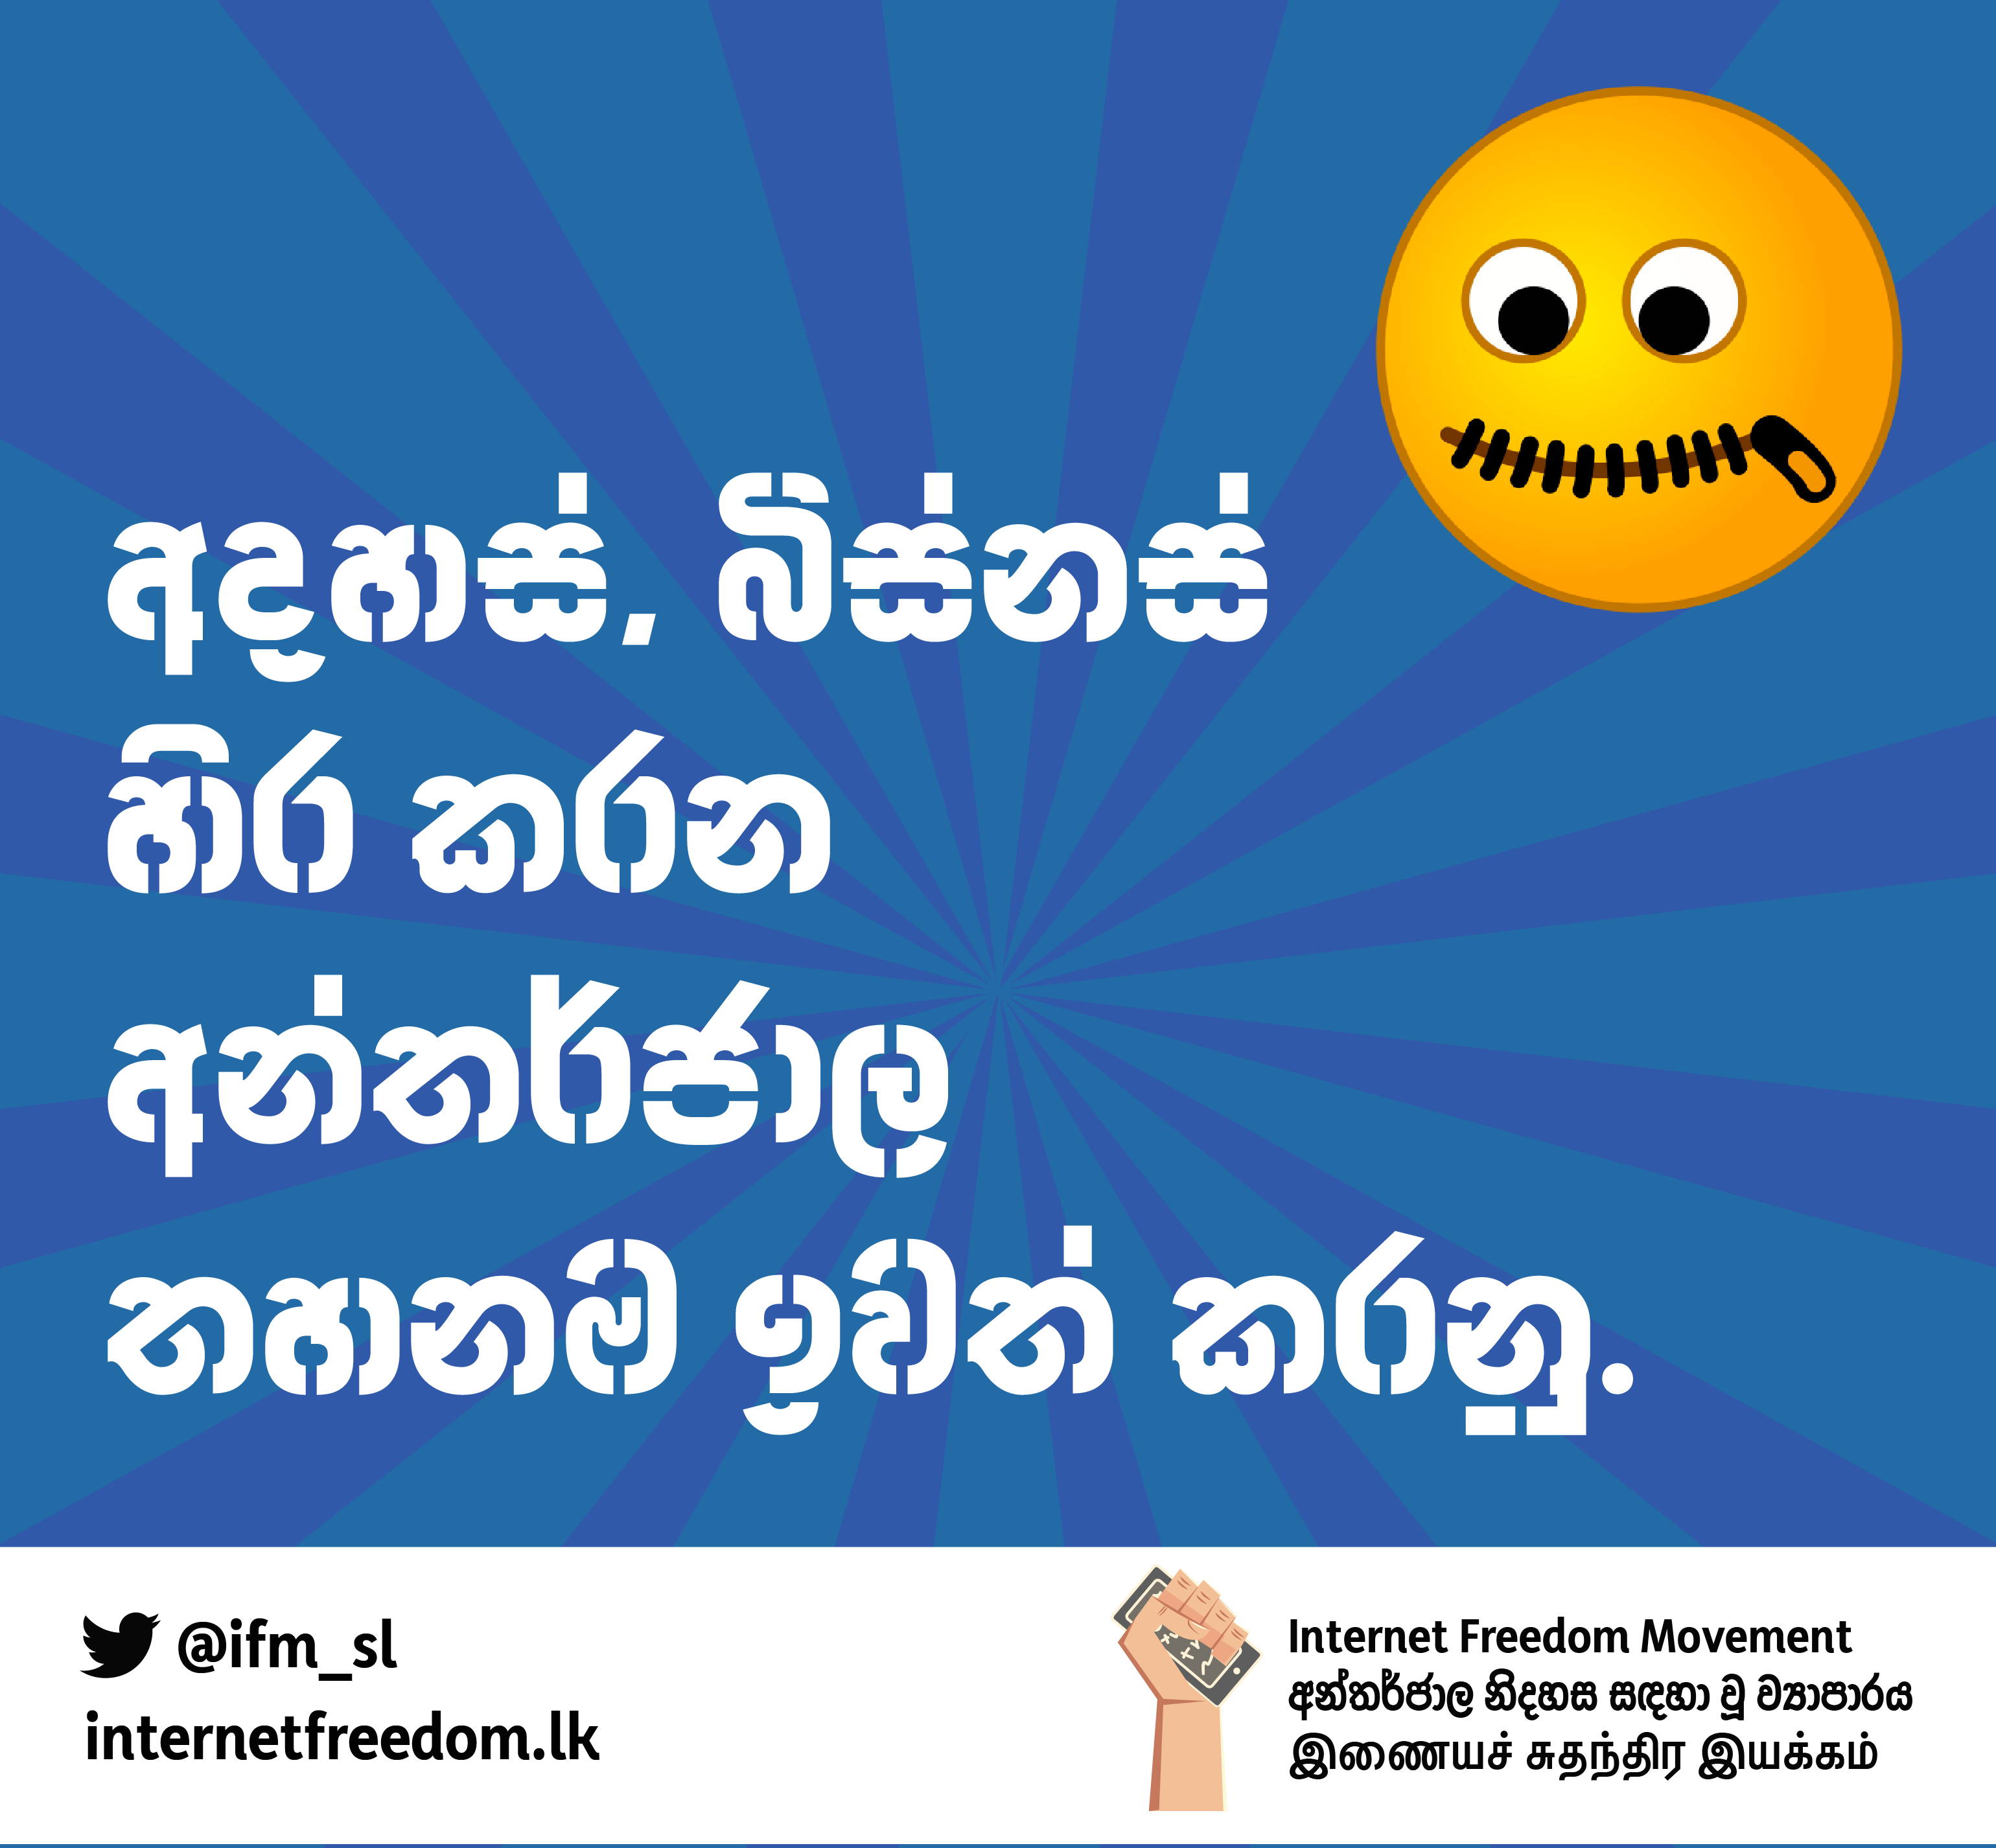 අදහස්, බිස්නස්
හිර කරන
අන්තර්ජාල
තහනම ඉවත් කරනු.
@ifm_sl
internetfreedom.lk
Internet Freedom Movement
අන්තර්ජාල නිදහස සඳහා වූ ව්‍යාපාරය
இணையச் சுதந்திர இயக்கம்